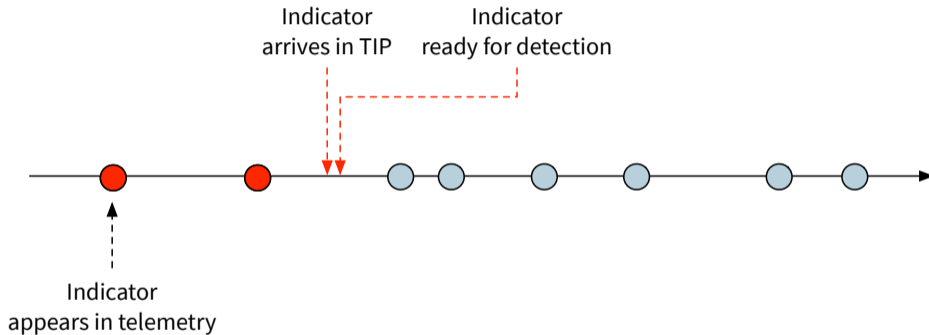 Indicator
arrives in TIP
Indicator
ready for detection
Indicator
appears in telemetry